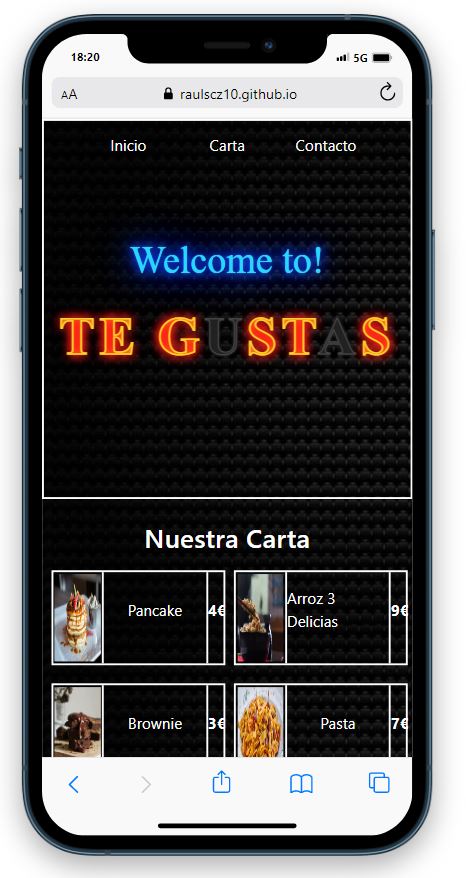 18:20
5G
AA
raulscz10.github.io
Inicio Carta Contacto
Welcome to!
TE GUSTAS
Nuestra Carta
Pancake 4€
Arroz 3 Delicias 9€
Brownie 3€
Pasta 7€